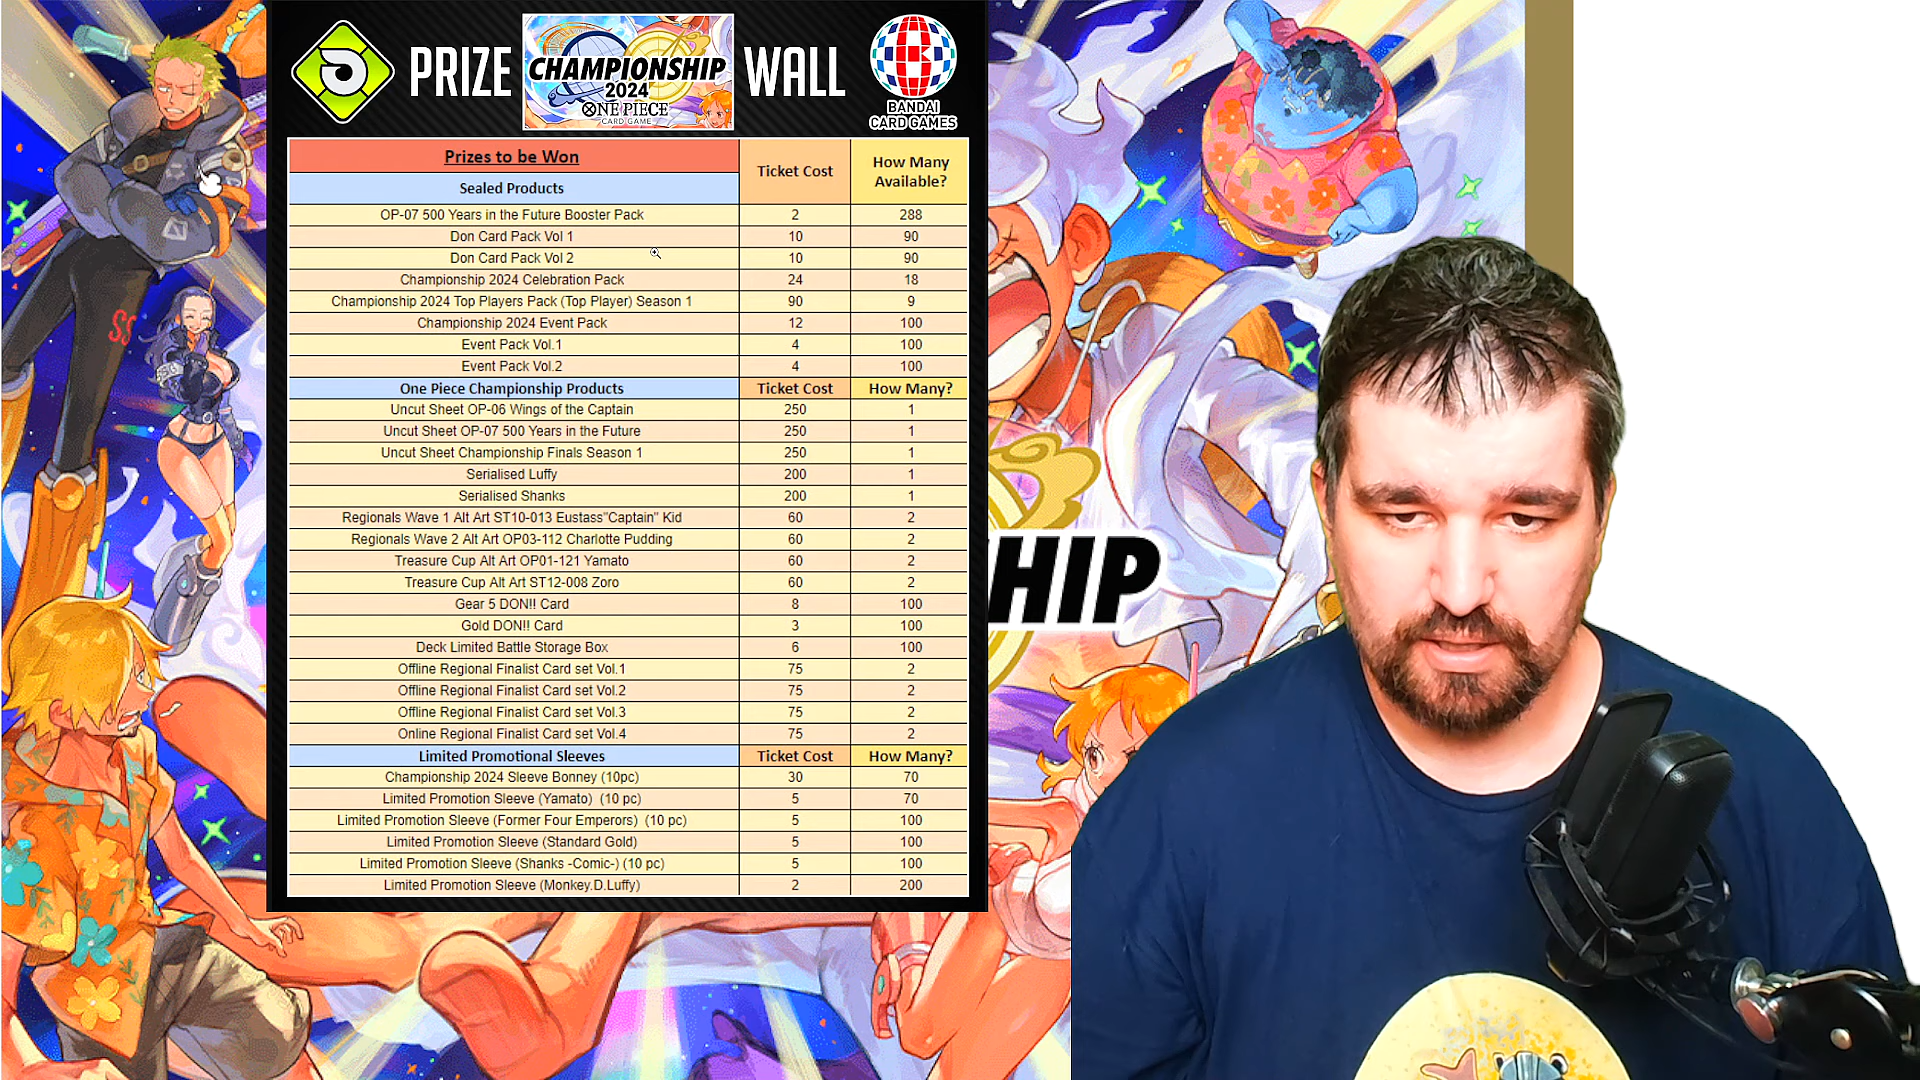 PRIZE
CHAMPIONSHIP
2024
ONE PIECE
CARD GAME
WALL
BANDAI
CARD GAMES
Prizes to be Won
Ticket Cost
How Many
Available?
Sealed Products
OP-07 500 Years in the Future Booster Pack 2 288
Don Card Pack Vol 1 10 90
Don Card Pack Vol 2 10 90
Championship 2024 Celebration Pack 24 18
Championship 2024 Top Players Pack (Top Player) Season 1 90 9
Championship 2024 Event Pack 12 100
Event Pack Vol.1 4 100
Event Pack Vol.2 4 100
One Piece Championship Products Ticket Cost How Many?
Uncut Sheet OP-06 Wings of the Captain 250 1
Uncut Sheet OP-07 500 Years in the Future 250 1
Uncut Sheet Championship Finals Season 1 250 1
Serialised Luffy 200 1
Serialised Shanks 200 1
Regionals Wave 1 Alt Art ST10-013 Eustass"Captain" Kid 60 2
Regionals Wave 2 Alt Art OP03-112 Charlotte Pudding 60 2
Treasure Cup Alt Art OP01-121 Yamato 60 2
Treasure Cup Alt Art ST12-008 Zoro 60 2
Gear 5 DON!! Card 8 100
Gold DON!! Card 3 100
Deck Limited Battle Storage Box 6 100
Offline Regional Finalist Card set Vol.1 75 2
Offline Regional Finalist Card set Vol.2 75 2
Offline Regional Finalist Card set Vol.3 75 2
Online Regional Finalist Card set Vol.4 75 2
Limited Promotional Sleeves Ticket Cost How Many?
Championship 2024 Sleeve Bonney (10pc) 30 70
Limited Promotion Sleeve (Yamato) (10 pc) 5 70
Limited Promotion Sleeve (Former Four Emperors) (10 pc) 5 100
Limited Promotion Sleeve (Standard Gold) 5 100
Limited Promotion Sleeve (Shanks -Comic-) (10 pc) 5 100
Limited Promotion Sleeve (Monkey.D.Luffy) 2 200
HIP